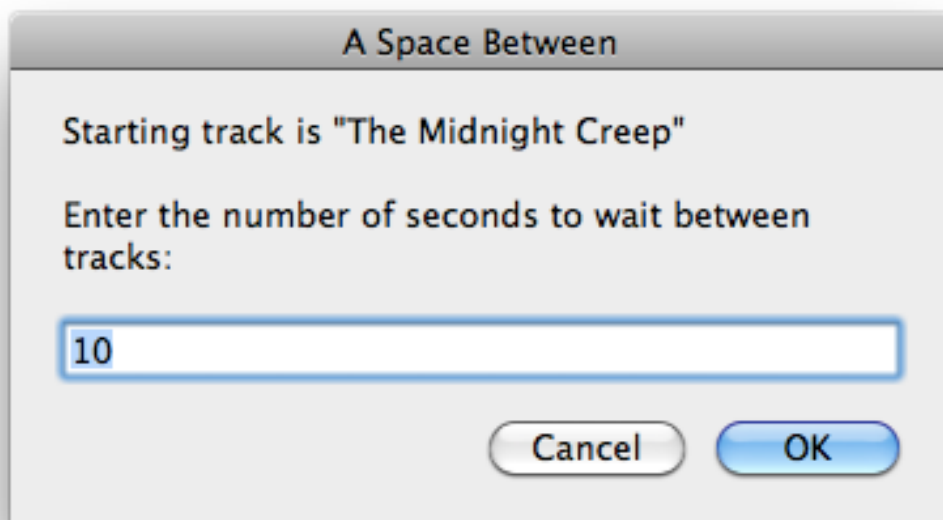 A Space Between
Starting track is "The Midnight Creep"
Enter the number of seconds to wait between
tracks:
10
Cancel
OK